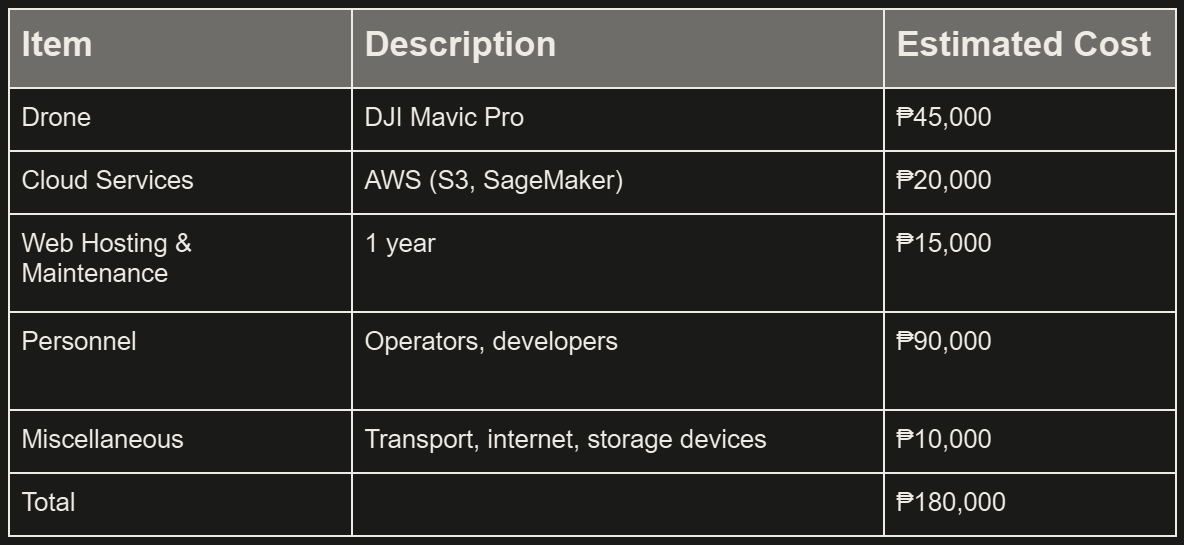 Item Description Estimated Cost
Drone DJI Mavic Pro ₱45,000
Cloud Services AWS (S3, SageMaker) ₱20,000
Web Hosting & 1 year ₱15,000
Maintenance
Personnel Operators, developers ₱90,000
Miscellaneous Transport, internet, storage devices ₱10,000
Total ₱180,000